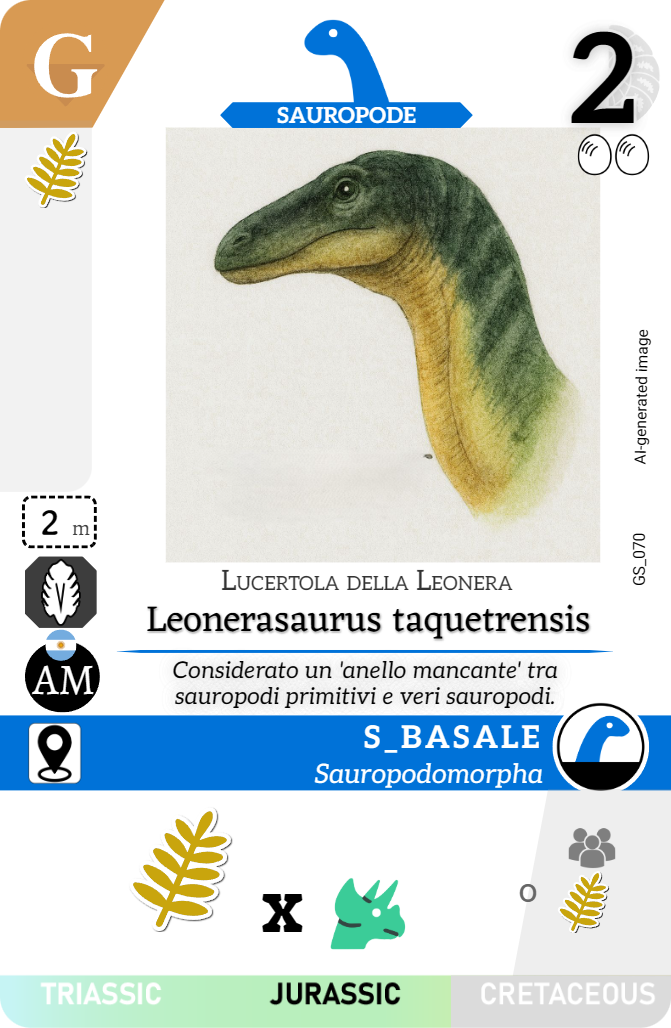 G
SAUROPODE
2
AI-generated image
GS_070
2 m
Lucertola della Leonera
Leonerasaurus taquetrensis
AM
Considerato un 'anello mancante' tra
sauropodi primitivi e veri sauropodi.
S_BASALE
Sauropodomorpha
x
o
TRIASSIC JURASSIC CRETACEOUS